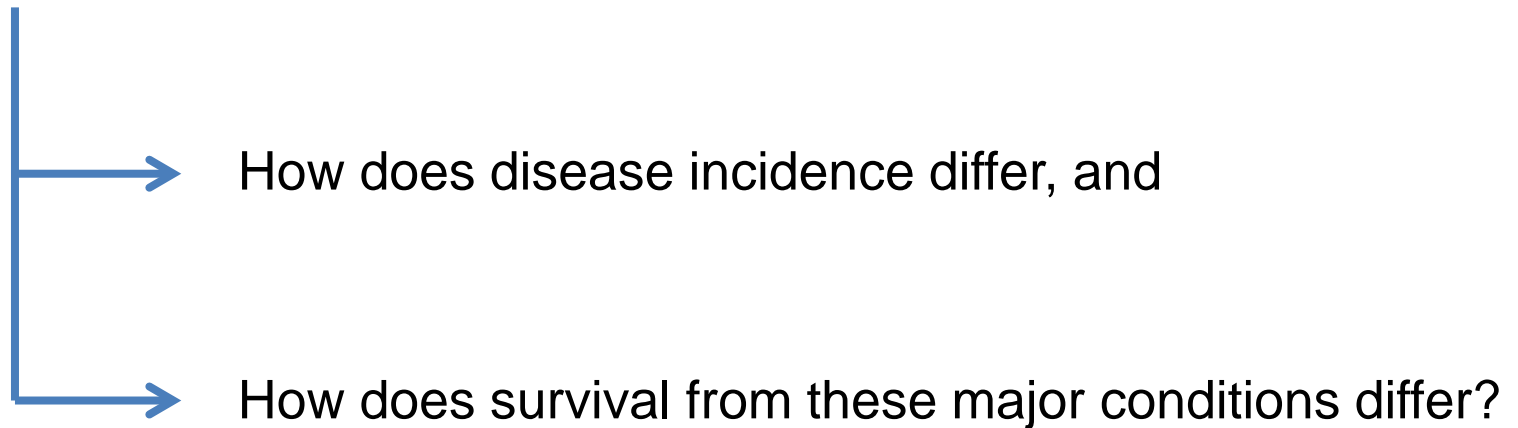 How does disease incidence differ, and
How does survival from these major conditions differ?